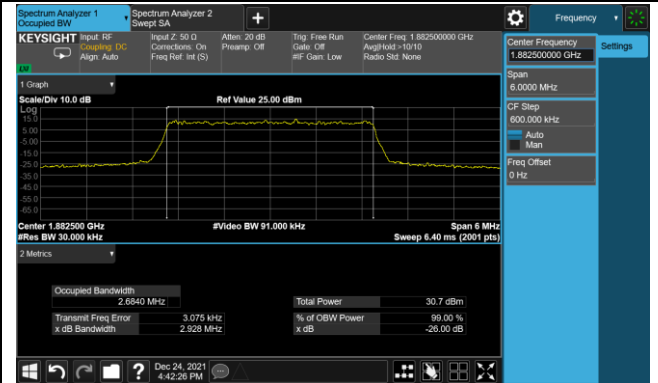 Spectrum Analyzer 1
Occupied BW
Spectrum Analyzer 2
Swept SA
+
Frequency
KEYSIGHT
Input: RF
Coupling: DC
Align: Auto
Input Z: 50 Ω
Corrections: On
Freq Ref: Int (S)
Atten: 20 dB
Preamp: Off
Trig: Free Run
Gate: Off
#IF Gain: Low
Center Freq: 1.882500000 GHz
Avg|Hold:>10/10
Radio Std: None
Center Frequency
1.882500000 GHz
Settings
Span
6.0000 MHz
CF Step
600.000 kHz
Auto
Man
Freq Offset
0 Hz
1 Graph
Scale/Div 10.0 dB
Ref Value 25.00 dBm
Log
15.0
5.00
-5.00
-15.0
-25.0
-35.0
-45.0
-55.0
-65.0
Center 1.882500 GHz
#Video BW 91.000 kHz
Span 6 MHz
#Res BW 30.000 kHz
Sweep 6.40 ms (2001 pts)
2 Metrics
Occupied Bandwidth
2.6840 MHz
Total Power 30.7 dBm
Transmit Freq Error 3.075 kHz
% of OBW Power 99.00 %
x dB Bandwidth 2.928 MHz
x dB -26.00 dB
?
Dec 24, 2021
4:42:26 PM